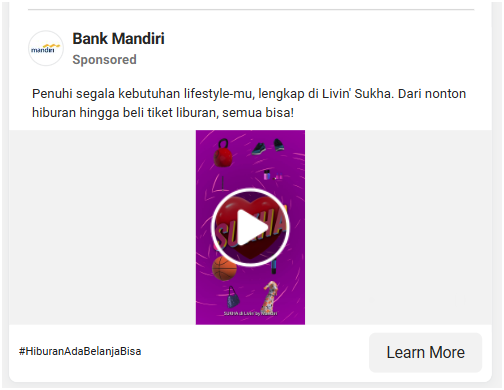 mandiri
Bank Mandiri
Sponsored
Penuhi segala kebutuhan lifestyle-mu, lengkap di Livin' Sukha. Dari nonton
hiburan hingga beli tiket liburan, semua bisa!
SUKHA
SUKHA di Livin' by Mandiri
#HiburanAdaBelanjaBisa
Learn More